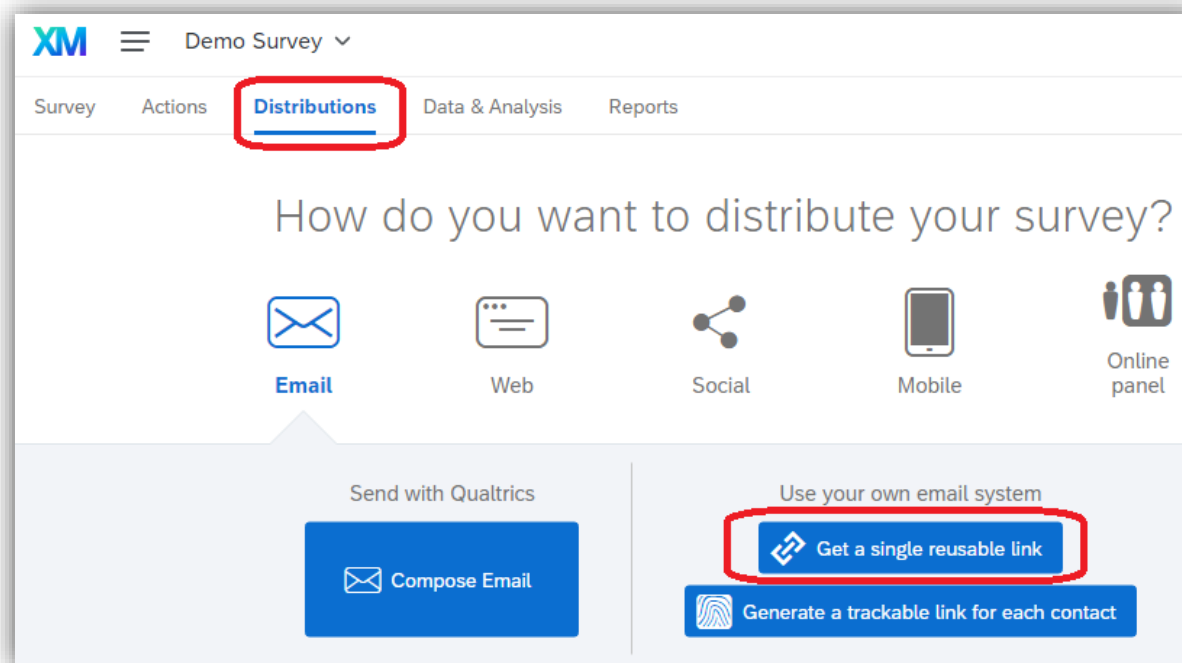 XM Demo Survey
Survey Actions Distributions Data & Analysis Reports
How do you want to distribute your survey?
Email Web Social Mobile Online panel
Send with Qualtrics
Compose Email
Use your own email system
Get a single reusable link
Generate a trackable link for each contact